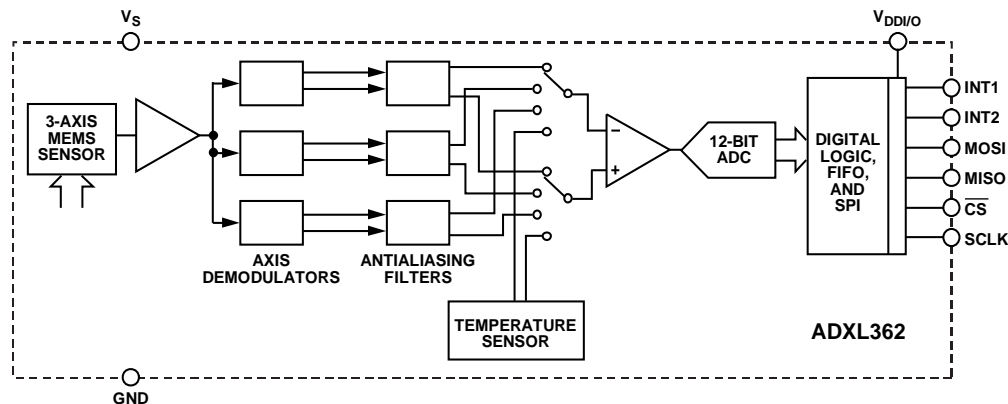 VS
VDDI/O
3-AXIS
MEMS
SENSOR
AXIS
DEMODULATORS
ANTIALIASING
FILTERS
TEMPERATURE
SENSOR
−
+
12-BIT
ADC
DIGITAL
LOGIC,
FIFO,
AND
SPI
INT1
INT2
MOSI
MISO
C̅S̅
SCLK
ADXL362
GND